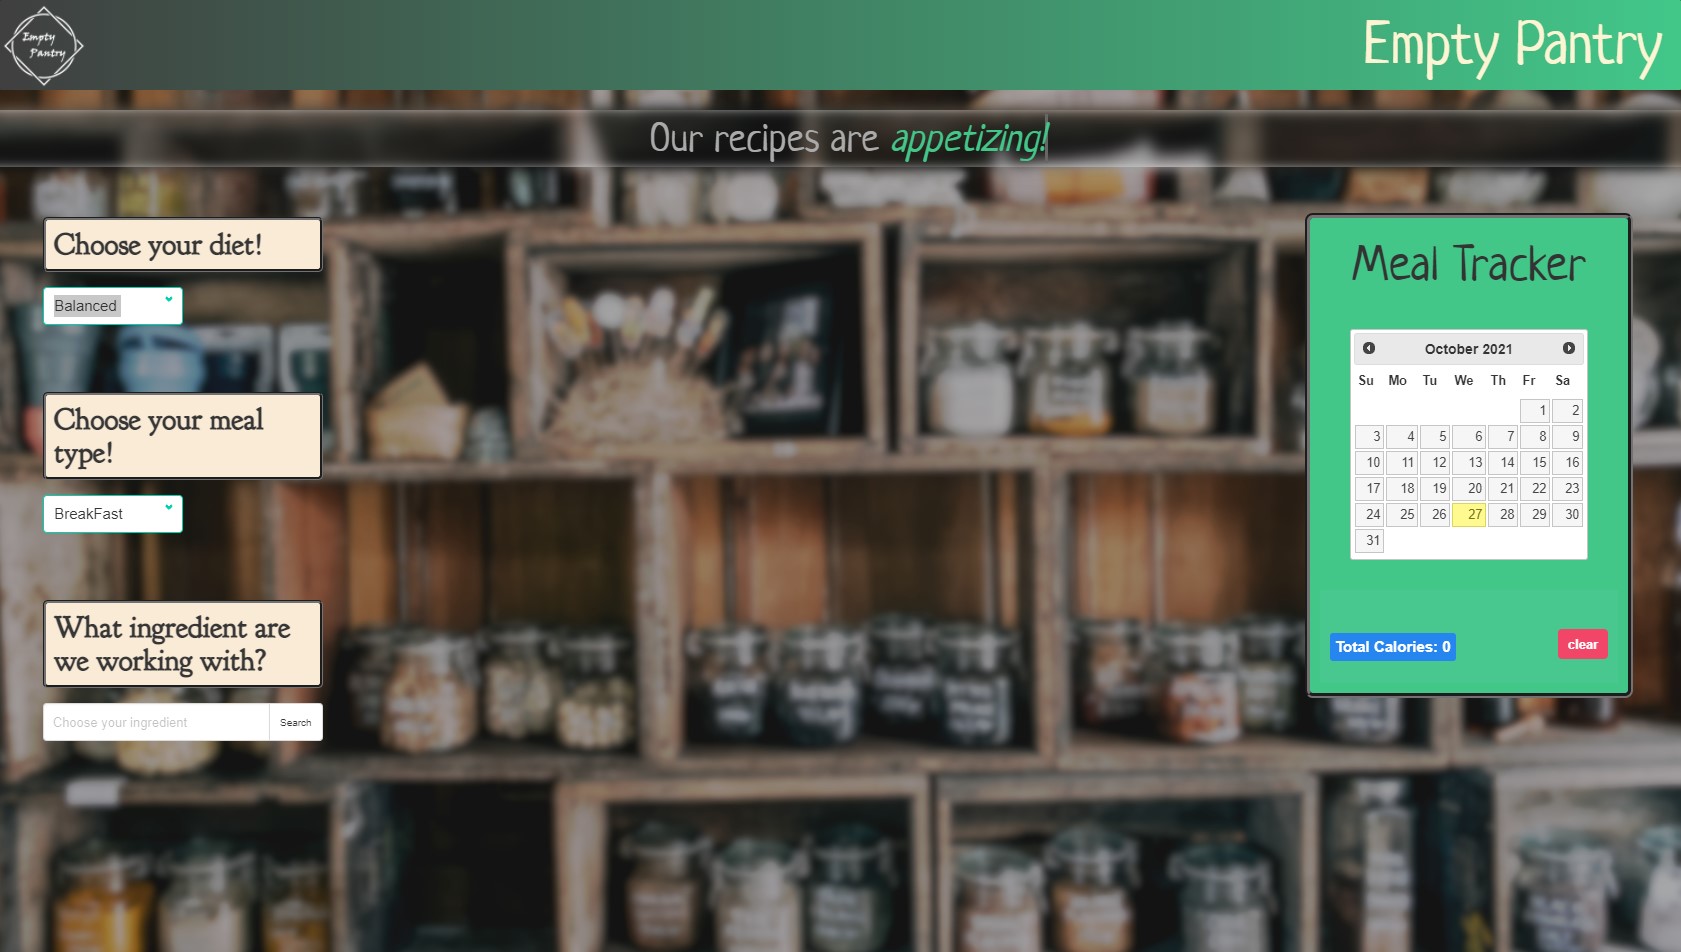 Empty
Pantry
Empty Pantry
Our recipes are appetizing!
Choose your diet!
Balanced
Choose your meal
type!
BreakFast
What ingredient are
we working with?
Choose your ingredient
Search
Meal Tracker
October 2021
Su Mo Tu We Th Fr Sa
1 2
3 4 5 6 7 8 9
10 11 12 13 14 15 16
17 18 19 20 21 22 23
24 25 26 27 28 29 30
31
Total Calories: 0
clear